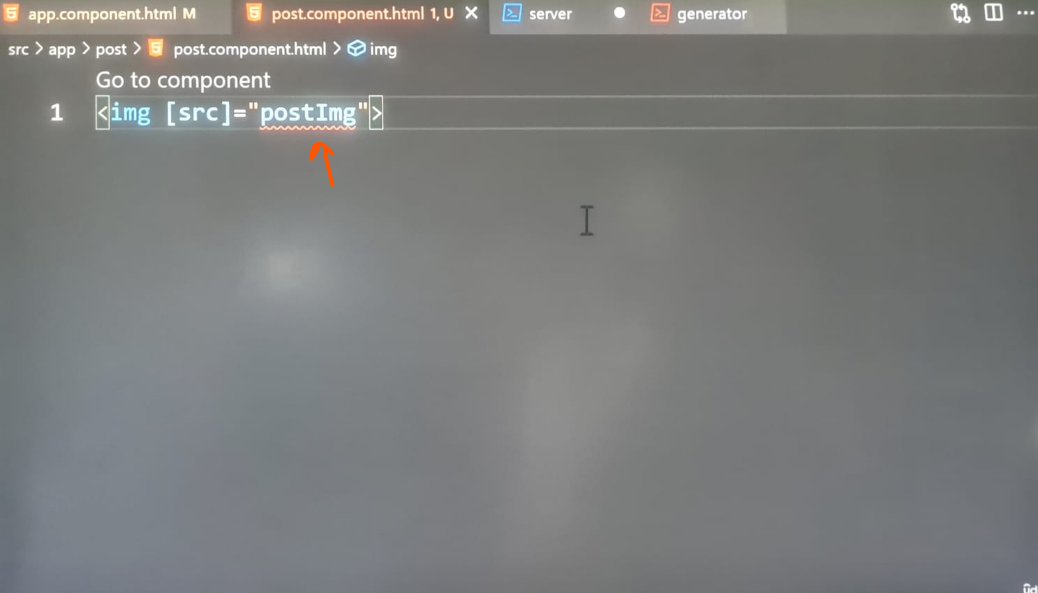 app.component.html M
post.component.html 1, U
server
generator
src > app > post > post.component.html > img
Go to component
1 <img [src]="postImg">